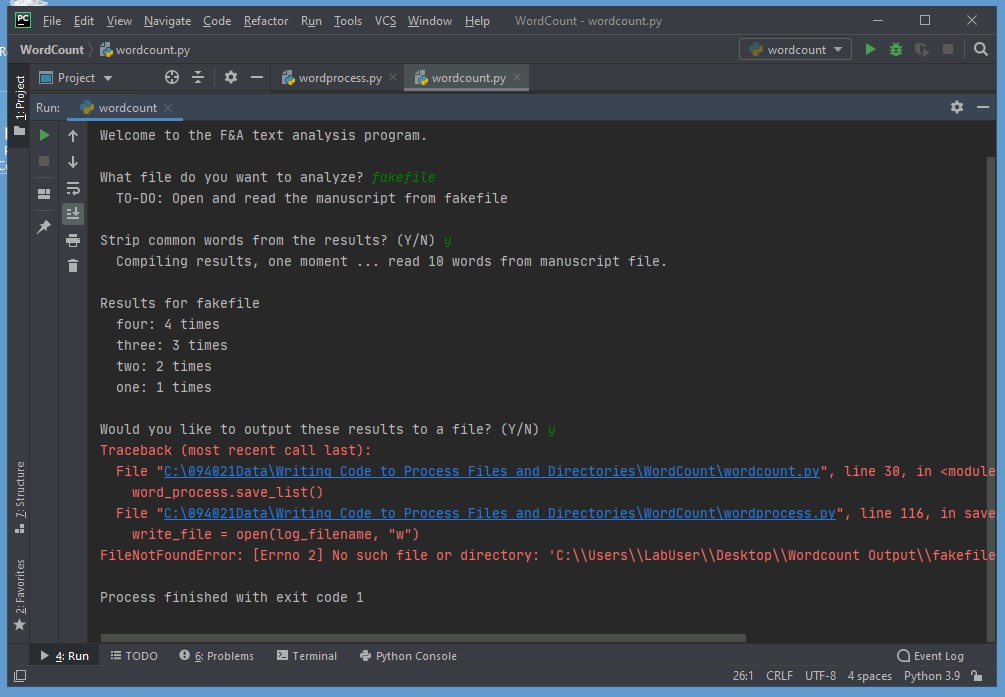 PC File Edit View Navigate Code Refactor Run Tools VCS Window Help WordCount - wordcount.py
WordCount wordcount.py wordcount
1: Project
Project wordprocess.py wordcount.py
Run: wordcount
Welcome to the F&A text analysis program.
What file do you want to analyze? fakefile
TO-DO: Open and read the manuscript from fakefile
Strip common words from the results? (Y/N) y
Compiling results, one moment ... read 10 words from manuscript file.
Results for fakefile
four: 4 times
three: 3 times
two: 2 times
one: 1 times
Would you like to output these results to a file? (Y/N) y
Traceback (most recent call last):
File "C:\094021Data\Writing Code to Process Files and Directories\WordCount\wordcount.py", line 30, in <module
word_process.save_list()
File "C:\094021Data\Writing Code to Process Files and Directories\WordCount\wordprocess.py", line 116, in save
write_file = open(log_filename, "w")
FileNotFoundError: [Errno 2] No such file or directory: 'C:\\Users\\LabUser\\Desktop\\Wordcount Output\\fakefile
Process finished with exit code 1
Z: Structure
2: Favorites
4: Run TODO 6: Problems Terminal Python Console Event Log
26:1 CRLF UTF-8 4 spaces Python 3.9